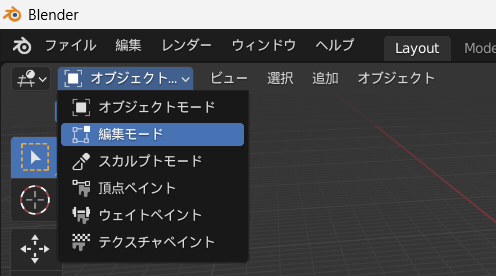 Blender
ファイル 編集 レンダー ウィンドウ ヘルプ Layout Mode
オブジェクト... ビュー 選択 追加 オブジェクト
オブジェクトモード
編集モード
スカルプトモード
頂点ペイント
ウェイトペイント
テクスチャペイント